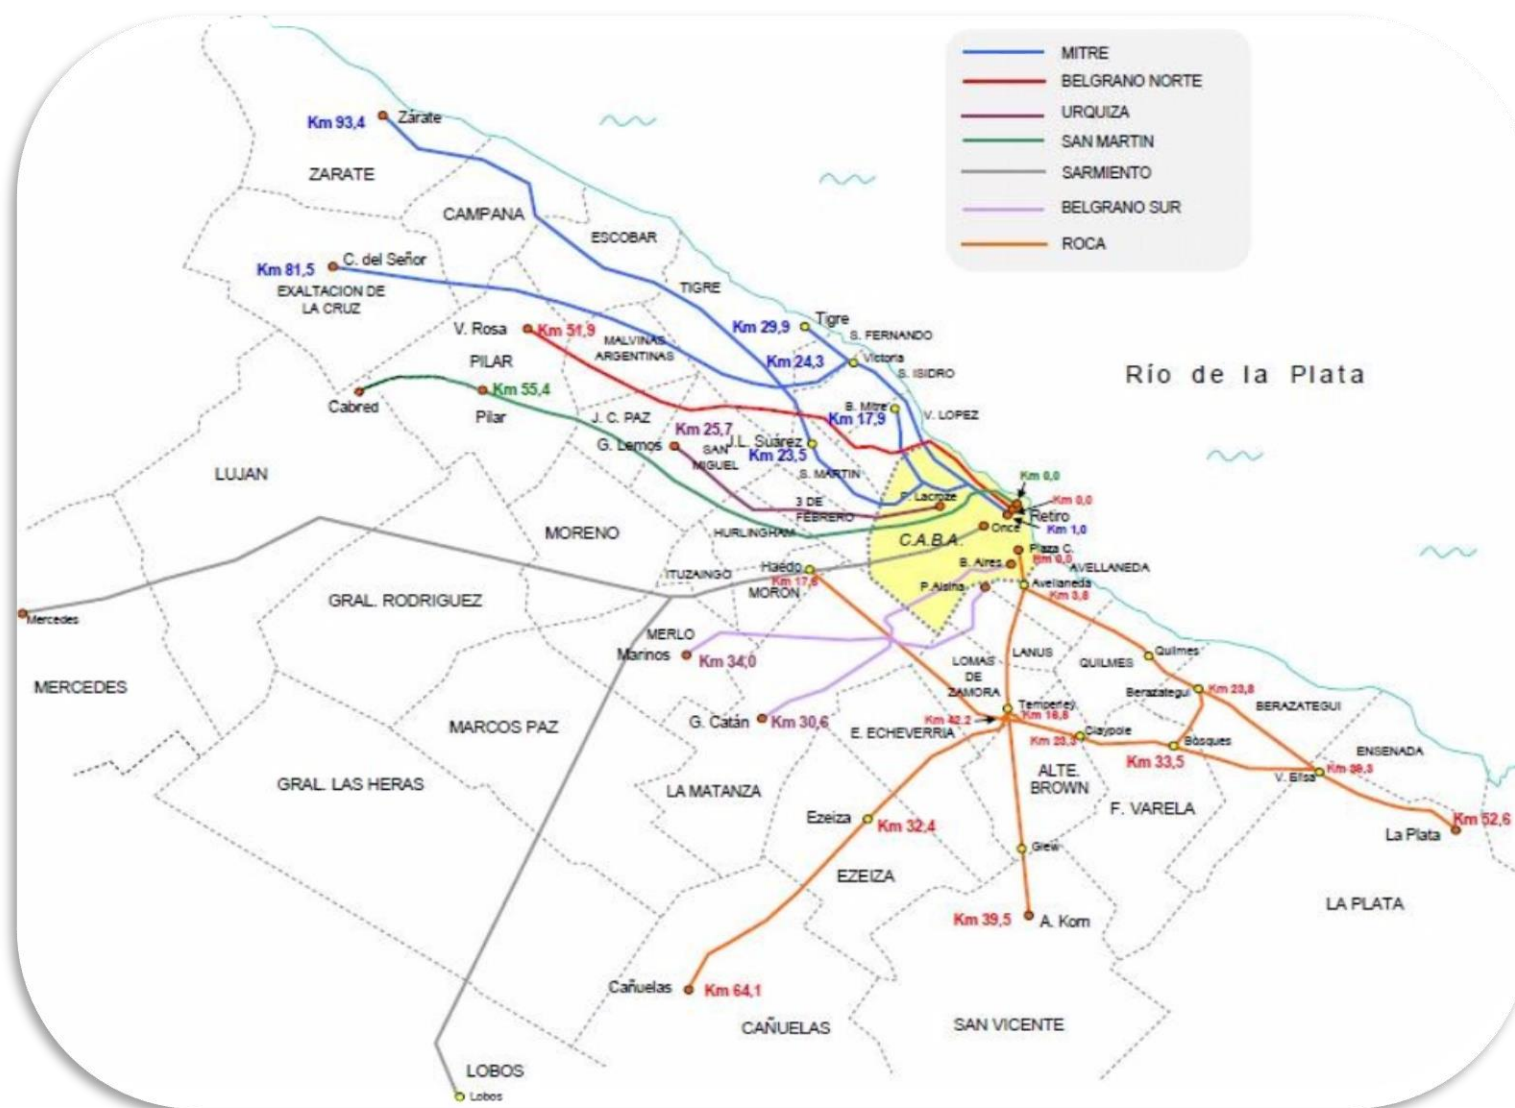 MITRE
BELGRANO NORTE
URQUIZA
SAN MARTIN
SARMIENTO
BELGRANO SUR
ROCA
Km 93,4
Zárate
ZARATE
CAMPANA
ESCOBAR
C. del Señor
Km 81,5
EXALTACION DE
LA CRUZ
TIGRE
Km 29,9
Tigre
S. FERNANDO
V. Rosa
Km 51,9
MALVINAS
ARGENTINAS
Km 24,3
Victoria
S. ISIDRO
PILAR
Río de la Plata
Km 55,4
Cabred
Pilar
J. C. PAZ
B. Mitre
Km 17,9
V. LOPEZ
Km 25,7
G. Lemos
SAN
MIGUEL
J.L. Suárez
Km 23,5
LUJAN
S. MARTIN
Km 0,0
F. Lacroze
Km 0,0
3 DE
FEBRERO
Retiro
Km 1,0
Once
MORENO
HURLINGHAM
C.A.B.A.
Plaza C.
Km 0,0
B. Aires
AVELLANEDA
Haedo
ITUZAINGO
Km 17,6
MORON
P. Alsina
Avellaneda
Km 3,8
GRAL. RODRIGUEZ
Mercedes
MERLO
Marinos
Km 34,0
LANUS
LOMAS
DE
ZAMORA
QUILMES
Quilmes
MERCEDES
Berazategui
Km 23,8
BERAZATEGUI
MARCOS PAZ
G. Catán
Km 30,6
Temperley
Km 16,6
Km 42,2
E. ECHEVERRIA
Claypole
Km 23,3
Bosques
Km 33,5
ENSENADA
V. Elisa
Km 39,3
GRAL. LAS HERAS
LA MATANZA
ALTE.
BROWN
F. VARELA
Ezeiza
Km 32,4
Km 52,6
La Plata
Glew
EZEIZA
LA PLATA
Km 39,5
A. Korn
Cañuelas
Km 64,1
CAÑUELAS
SAN VICENTE
LOBOS
Lobos